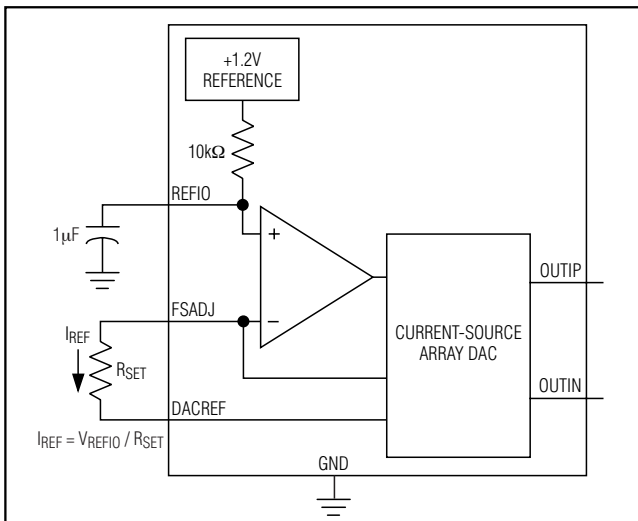 +1.2V
REFERENCE
10kΩ
REFIO
1µF
+
OUTIP
FSADJ
−
CURRENT-SOURCE
ARRAY DAC
IREF
RSET
OUTIN
DACREF
IREF = VREFIO / RSET
GND